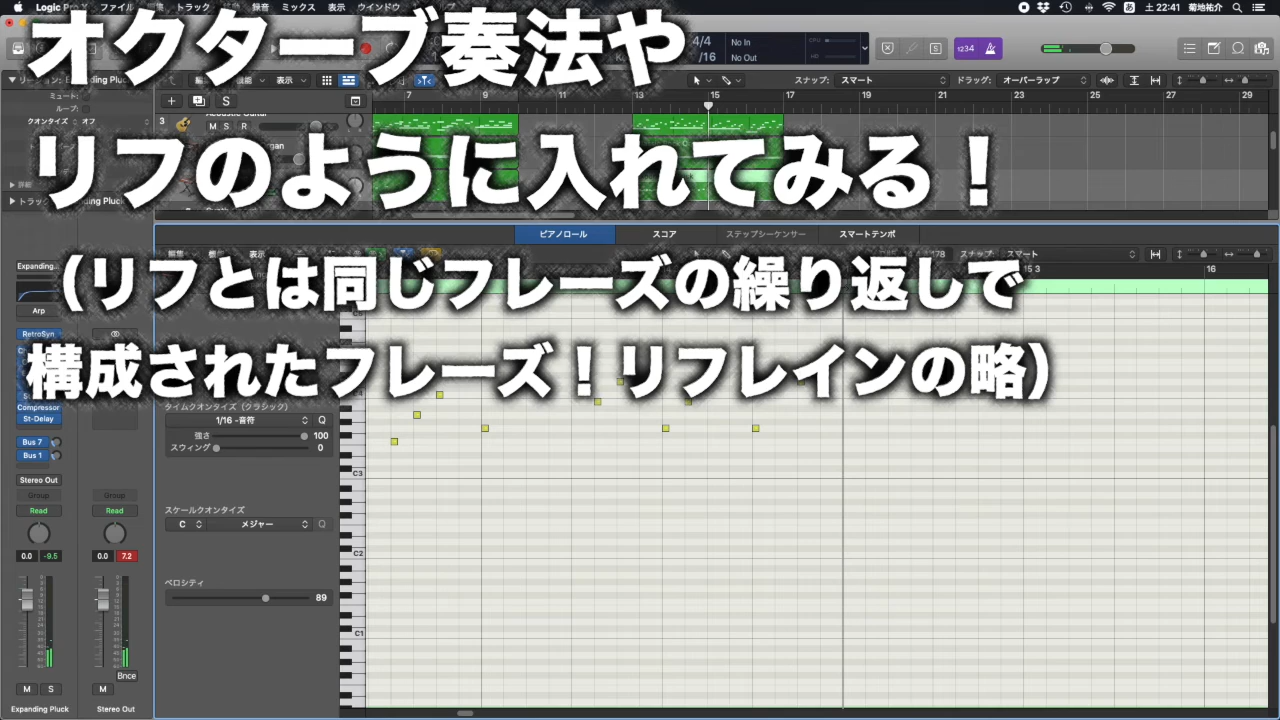 Logic Pro X ファイル トラック 録音 ミックス 表示 ウインドウ
土 22:41 菊地祐介
オクターブ奏法や
リフのように入れてみる！
（リフとは同じフレーズの繰り返しで
構成されたフレーズ！リフレインの略）
4/4
/16
No In
No Out
CPU
HD
1234
表示
スナップ: スマート
ドラッグ: オーバーラップ
ミュート:
ループ:
クオンタイズ オフ
7 9 11 13 15 17 19 21 23 25 27 29
3
M S R
ピアノロール スコア ステップシーケンサー スマートテンポ
スナップ: スマート
15 3 16
Expanding..
Arp
RetroSyn
Compressor
St-Delay
Bus 7
Bus 1
Stereo Out
Group Group
Read Read
0.0 -9.5 0.0 7.2
タイムクオンタイズ（クラシック）
1/16 -音符 Q
強さ 100
スウィング 0
スケールクオンタイズ
C メジャー Q
ベロシティ
89
C3
C2
C1
Bnce
M S M
Expanding Pluck Stereo Out